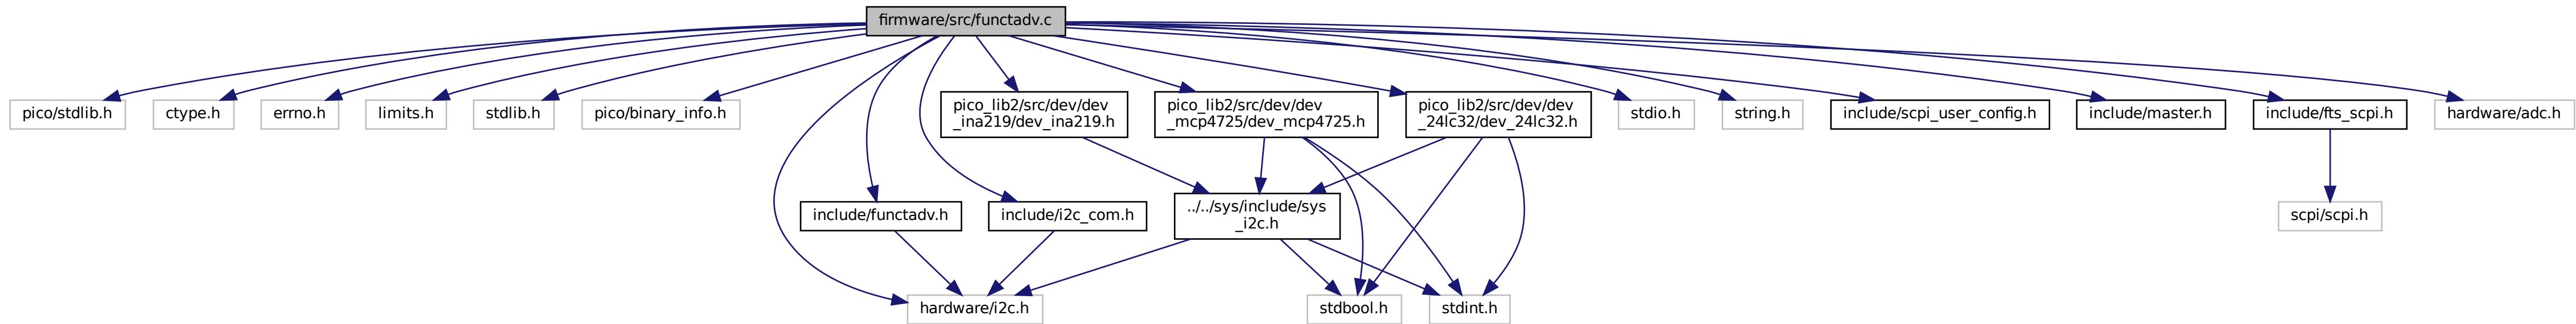 firmware/src/functadv.c
pico/stdlib.h
ctype.h
errno.h
limits.h
stdlib.h
pico/binary_info.h
pico_lib2/src/dev/dev
_ina219/dev_ina219.h
pico_lib2/src/dev/dev
_mcp4725/dev_mcp4725.h
pico_lib2/src/dev/dev
_24lc32/dev_24lc32.h
stdio.h
string.h
include/scpi_user_config.h
include/master.h
include/fts_scpi.h
hardware/adc.h
include/functadv.h
include/i2c_com.h
../../sys/include/sys
_i2c.h
scpi/scpi.h
hardware/i2c.h
stdbool.h
stdint.h